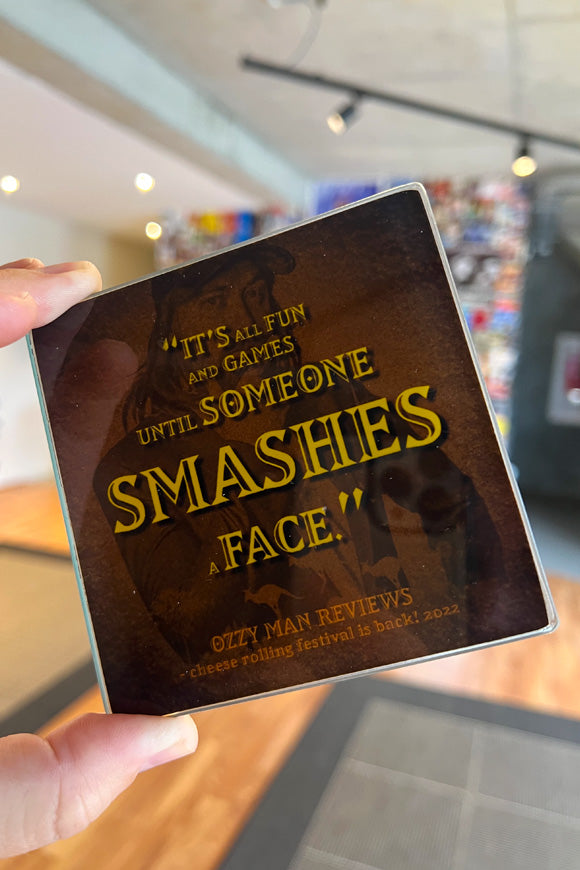 "IT'S ALL FUN
AND GAMES
UNTIL SOMEONE
SMASHES
A FACE."
OZZY MAN REVIEWS
- 'cheese rolling festival is back! 2022